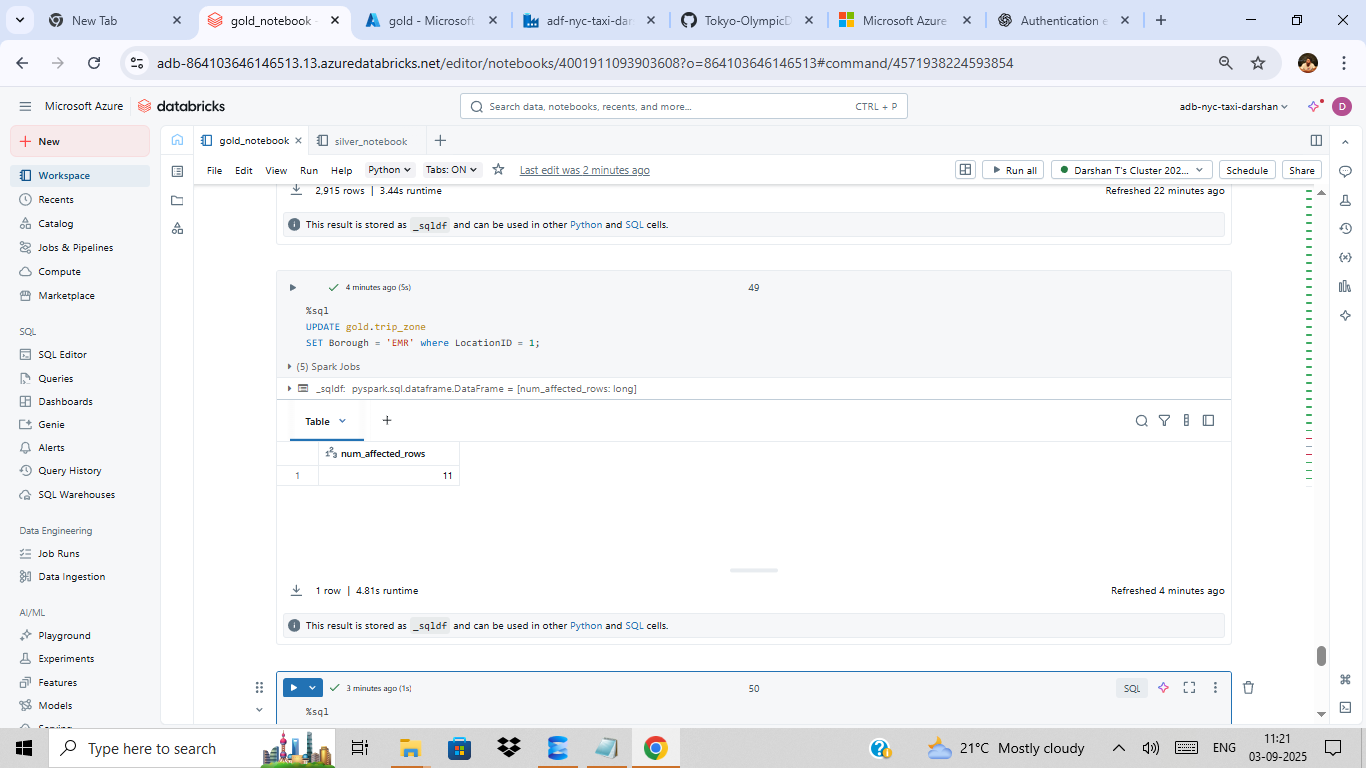 New Tab
gold_notebook -
gold - Microsoft
adf-nyc-taxi-dar
Tokyo-OlympicD
Microsoft Azure
Authentication e
adb-864103646146513.13.azuredatabricks.net/editor/notebooks/4001911093903608?o=864103646146513#command/4571938224593854
Microsoft Azure
databricks
Search data, notebooks, recents, and more...
CTRL + P
adb-nyc-taxi-darshan
D
New
gold_notebook
silver_notebook
Workspace
File Edit View Run Help Python Tabs: ON Last edit was 2 minutes ago
Run all
Darshan T's Cluster 202...
Schedule
Share
Recents
Catalog
Jobs & Pipelines
Compute
Marketplace
SQL
SQL Editor
Queries
Dashboards
Genie
Alerts
Query History
SQL Warehouses
Data Engineering
Job Runs
Data Ingestion
AI/ML
Playground
Experiments
Features
Models
Serving
2,915 rows | 3.44s runtime
Refreshed 22 minutes ago
This result is stored as _sqldf and can be used in other Python and SQL cells.
4 minutes ago (5s)
49
%sql
UPDATE gold.trip_zone
SET Borough = 'EMR' where LocationID = 1;
(5) Spark Jobs
_sqldf: pyspark.sql.dataframe.DataFrame = [num_affected_rows: long]
Table
num_affected_rows
1
11
1 row | 4.81s runtime
Refreshed 4 minutes ago
This result is stored as _sqldf and can be used in other Python and SQL cells.
3 minutes ago (1s)
50
SQL
%sql
Type here to search
21°C Mostly cloudy
ENG
11:21
03-09-2025